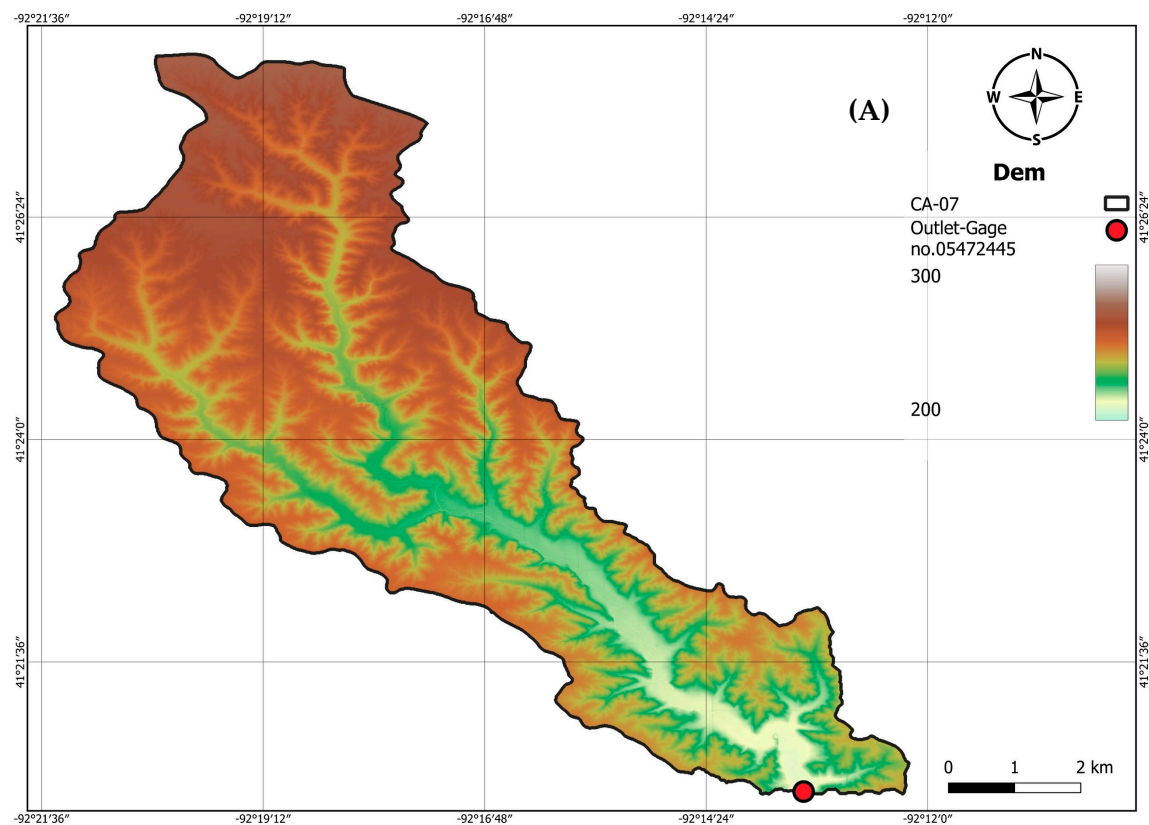 -92°21′36″ -92°19′12″ -92°16′48″ -92°14′24″ -92°12′0″
N
W E
S
(A)
Dem
CA-07
41°26′24″ 41°26′24″
Outlet-Gage
no.05472445
300
200
41°24′0″ 41°24′0″
41°21′36″ 41°21′36″
0 1 2 km
-92°21′36″ -92°19′12″ -92°16′48″ -92°14′24″ -92°12′0″